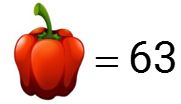 = 63